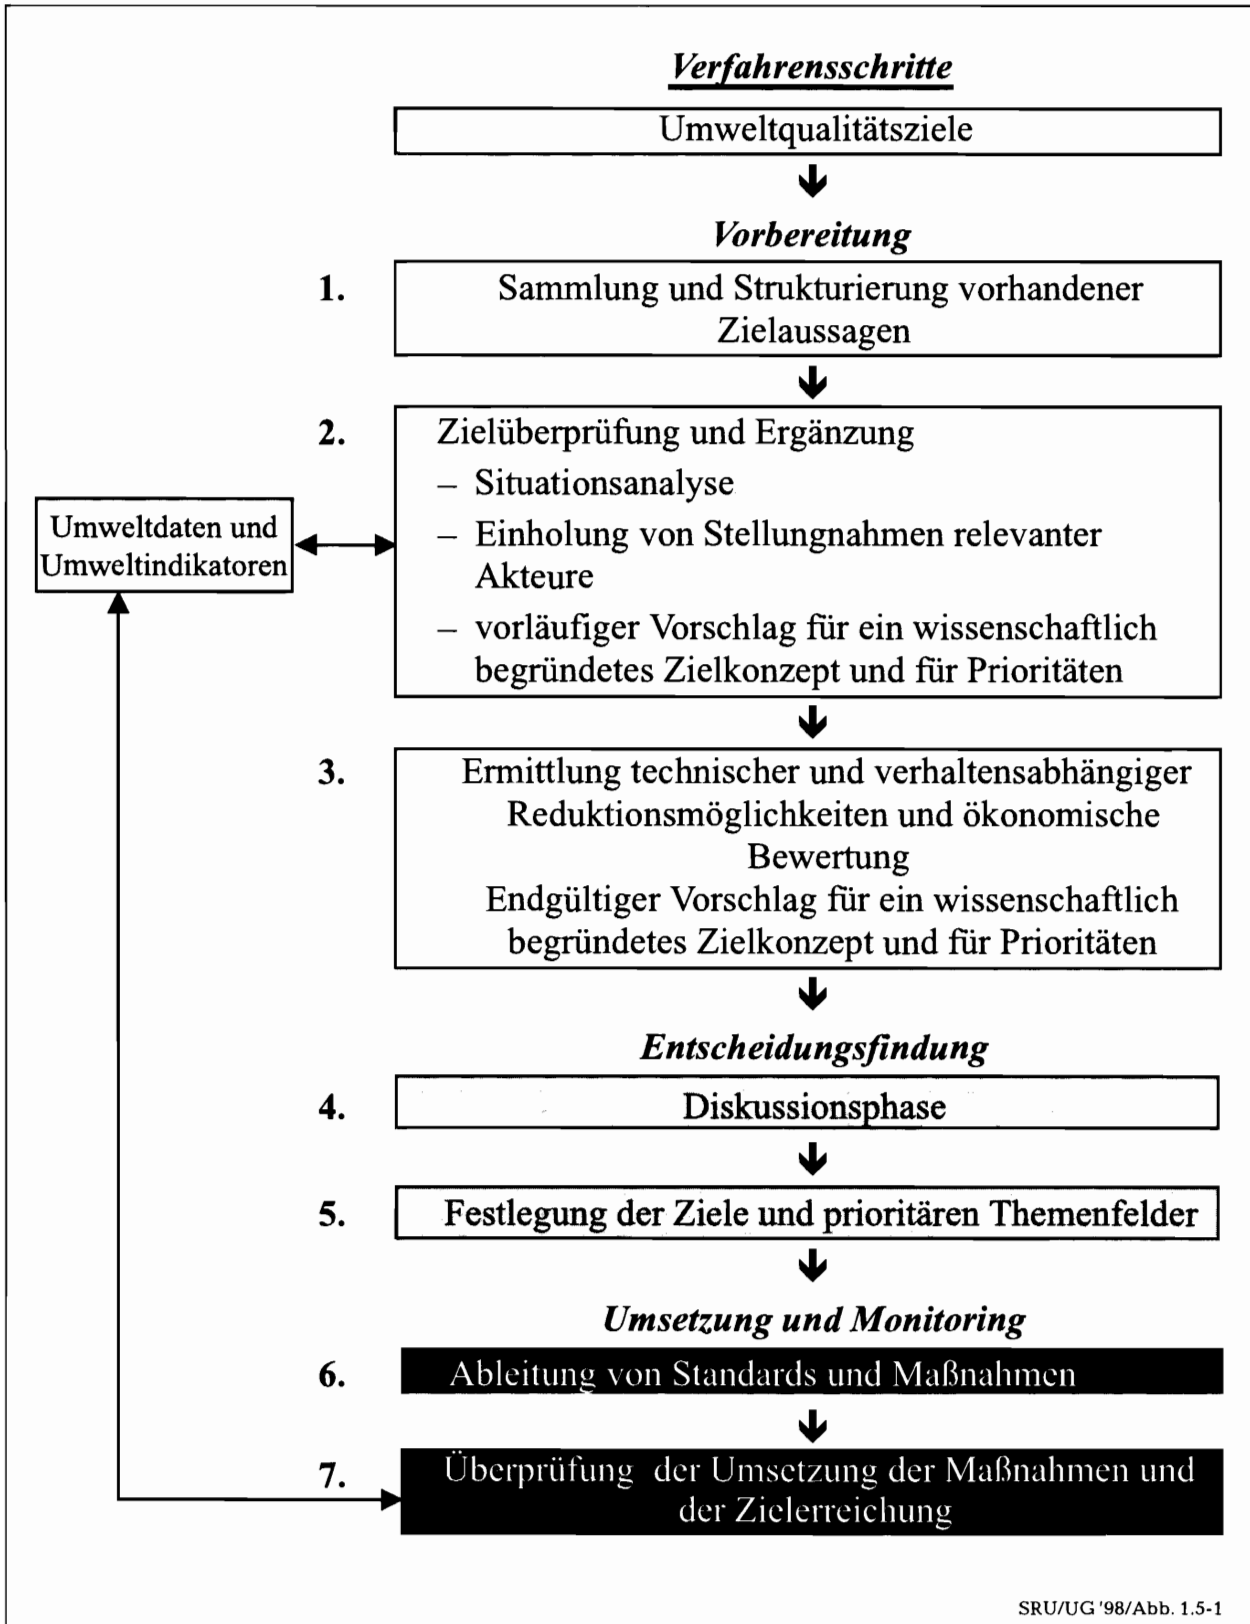 Verfahrensschritte
Umweltqualitätsziele
Vorbereitung
1.
Sammlung und Strukturierung vorhandener
Zielaussagen
2.
Zielüberprüfung und Ergänzung
– Situationsanalyse
– Einholung von Stellungnahmen relevanter
Akteure
– vorläufiger Vorschlag für ein wissenschaftlich
begründetes Zielkonzept und für Prioritäten
Umweltdaten und
Umweltindikatoren
3.
Ermittlung technischer und verhaltensabhängiger
Reduktionsmöglichkeiten und ökonomische
Bewertung
Endgültiger Vorschlag für ein wissenschaftlich
begründetes Zielkonzept und für Prioritäten
Entscheidungsfindung
4.
Diskussionsphase
5.
Festlegung der Ziele und prioritären Themenfelder
Umsetzung und Monitoring
6.
Ableitung von Standards und Maßnahmen
7.
Überprüfung der Umsetzung der Maßnahmen und
der Zielerreichung
SRU/UG '98/Abb. 1.5-1